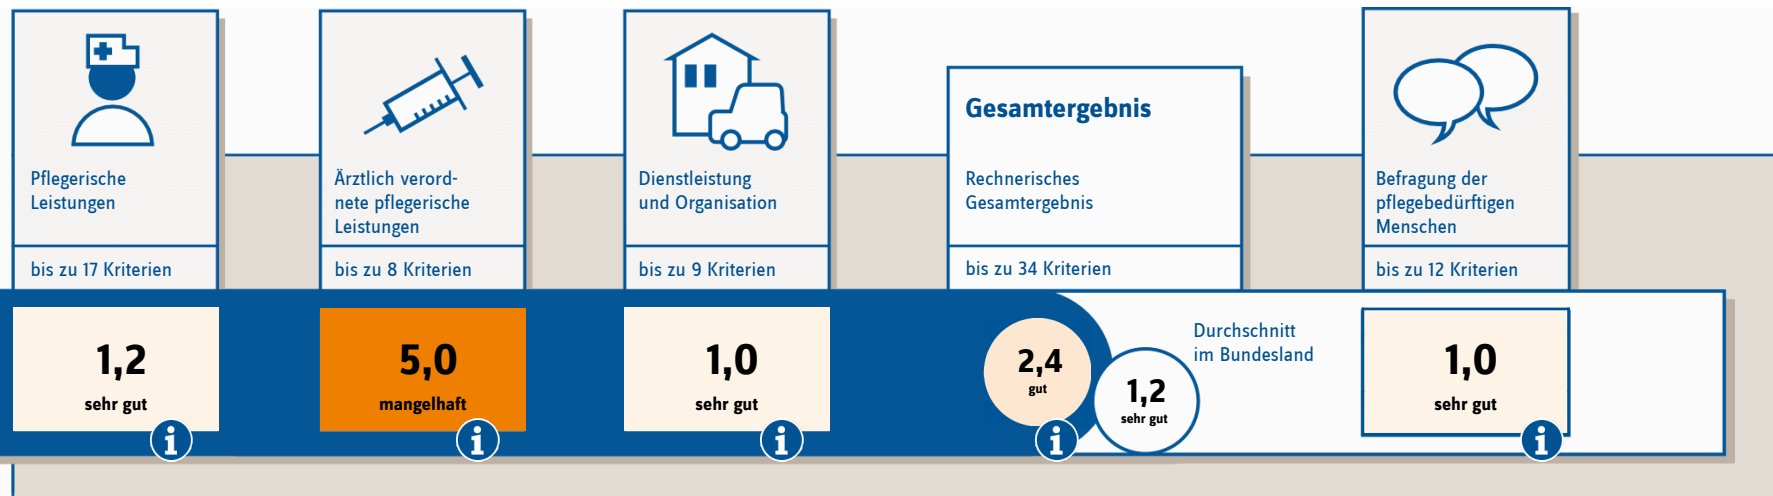 Pflegerische
Leistungen
bis zu 17 Kriterien
1,2
sehr gut
i
Ärztlich verord-
nete pflegerische
Leistungen
bis zu 8 Kriterien
5,0
mangelhaft
i
Dienstleistung
und Organisation
bis zu 9 Kriterien
1,0
sehr gut
i
Gesamtergebnis
Rechnerisches
Gesamtergebnis
bis zu 34 Kriterien
2,4
gut
i
1,2
sehr gut
Durchschnitt
im Bundesland
Befragung der
pflegebedürftigen
Menschen
bis zu 12 Kriterien
1,0
sehr gut
i